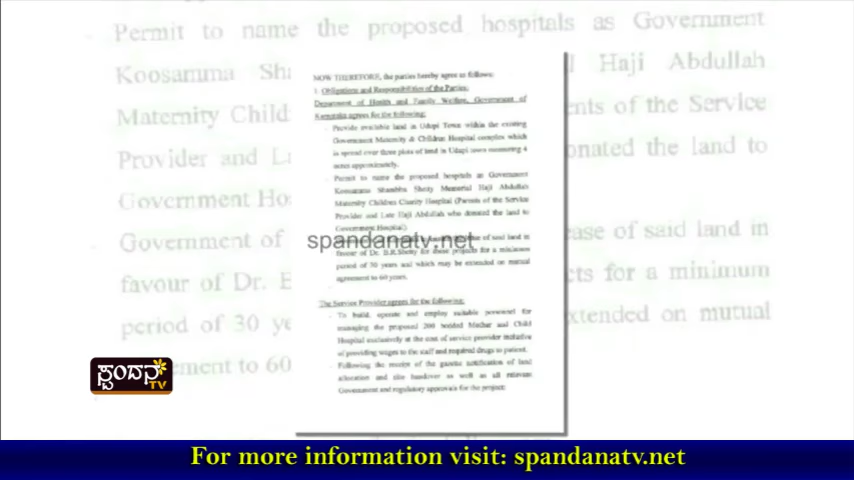 Permit to name the proposed hospitals as Government
Koosamma Sha
l Haji Abdullah
Maternity Child
ents of the Service
Provider and La
onated the land to
Government Ho
Government of
ease of said land in
favour of Dr. B
cts for a minimum
period of 30 ye
extended on mutual
ement to 60
NOW THEREFORE, the parties hereby agree as follows:
1. Obligations and Responsibilities of the Parties:
Department of Health and Family Welfare, Government of
Karnataka agrees for the following:
- Provide available land in Udupi Town within the existing
Government Maternity & Children Hospital complex which
is spread over three plots of land in Udupi town measuring 4
acres approximately.
- Permit to name the proposed hospitals as Government
Koosamma Shambhu Shetty Memorial Haji Abdullah
Maternity Children Charity Hospital (Parents of the Service
Provider and Late Haji Abdullah who donated the land to
Government Hospital)
of said land in
favour of Dr. B.R.Shetty for these projects for a minimum
period of 30 years and which may be extended on mutual
agreement to 60 years.
The Service Provider agrees for the following:
- To build, operate and employ suitable personnel for
managing the proposed 200 bedded Mother and Child
Hospital exclusively at the cost of service provider inclusive
of providing wages to the staff and required drugs to patient.
- Following the receipt of the gazette notification of land
allocation and site handover as well as all relevant
Government and regulatory approvals for the project:
spandanatv.net
ಸ್ಪಂದನ
TV
For more information visit: spandanatv.net